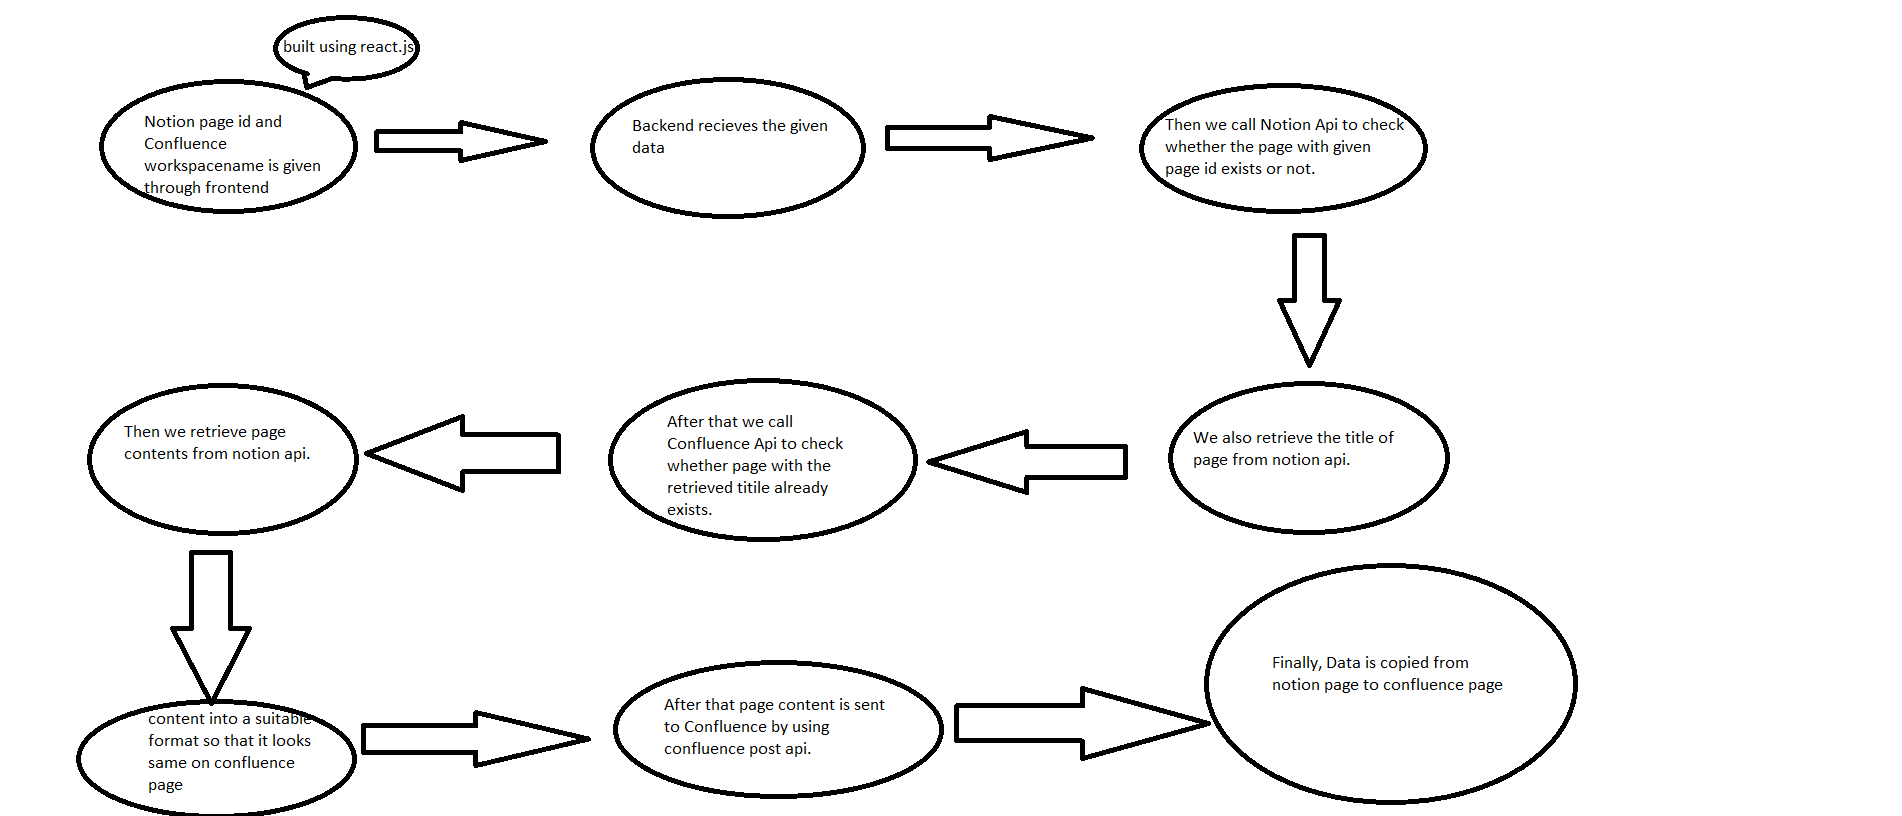 built using react.js
Notion page id and
Confluence
workspacename is given
through frontend
Backend recieves the given
data
Then we call Notion Api to check
whether the page with given
page id exists or not.
We also retrieve the title of
page from notion api.
After that we call
Confluence Api to check
whether page with the
retrieved titile already
exists.
Then we retrieve page
contents from notion api.
content into a suitable
format so that it looks
same on confluence
page
After that page content is sent
to Confluence by using
confluence post api.
Finally, Data is copied from
notion page to confluence page